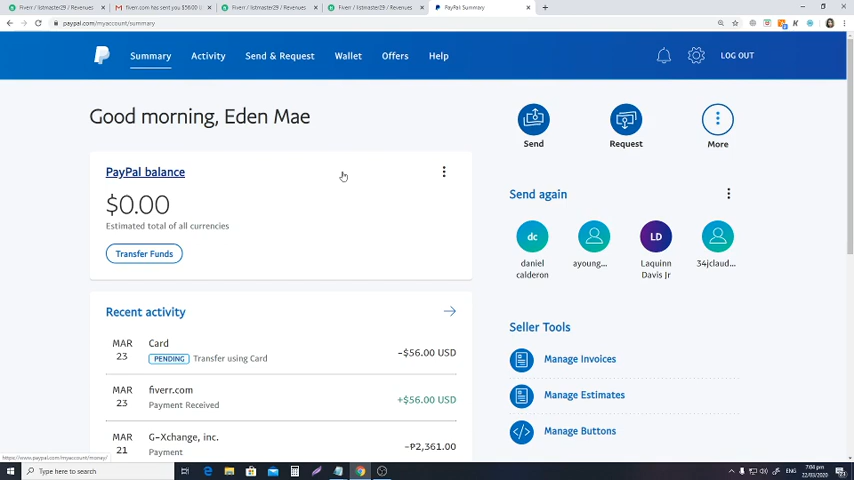 Fiverr / listmaster29 / Revenues
fiverr.com has sent you $56.00 U
Fiverr / listmaster29 / Revenues
Fiverr / listmaster29 / Revenues
PayPal: Summary
paypal.com/myaccount/summary
Summary
Activity
Send & Request
Wallet
Offers
Help
LOG OUT
Good morning, Eden Mae
Send
Request
More
PayPal balance
$0.00
Estimated total of all currencies
Transfer Funds
Send again
dc
LD
daniel
calderon
ayoung...
Laquinn
Davis Jr
34jclaud...
Recent activity
MAR
23
Card
PENDING Transfer using Card
-$56.00 USD
MAR
23
fiverr.com
Payment Received
+$56.00 USD
MAR
21
G-Xchange, inc.
Payment
-₱2,361.00
Seller Tools
Manage Invoices
Manage Estimates
Manage Buttons
https://www.paypal.com/myaccount/money/
Type here to search
ENG
7:06 pm
22/03/2020